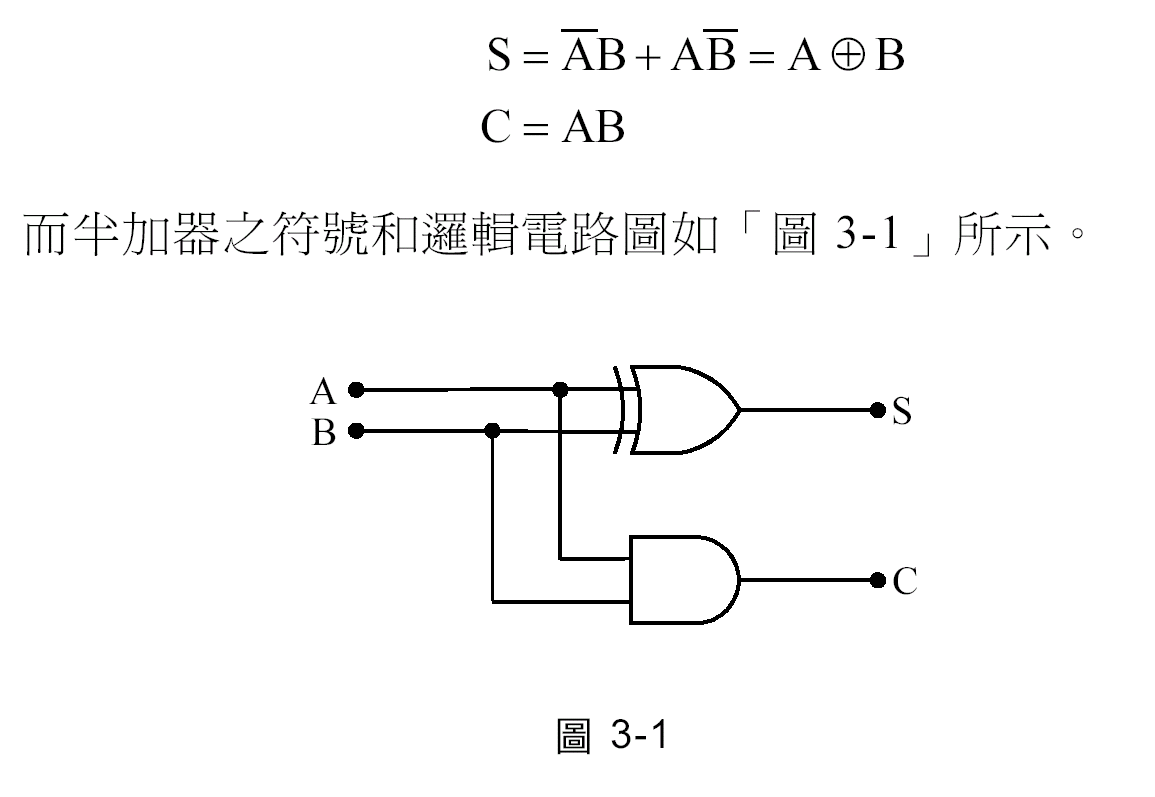 S = A̅B + AB̅ = A ⊕ B
C = AB
而半加器之符號和邏輯電路圖如「圖 3-1」所示。
A
B
S
C
圖 3-1